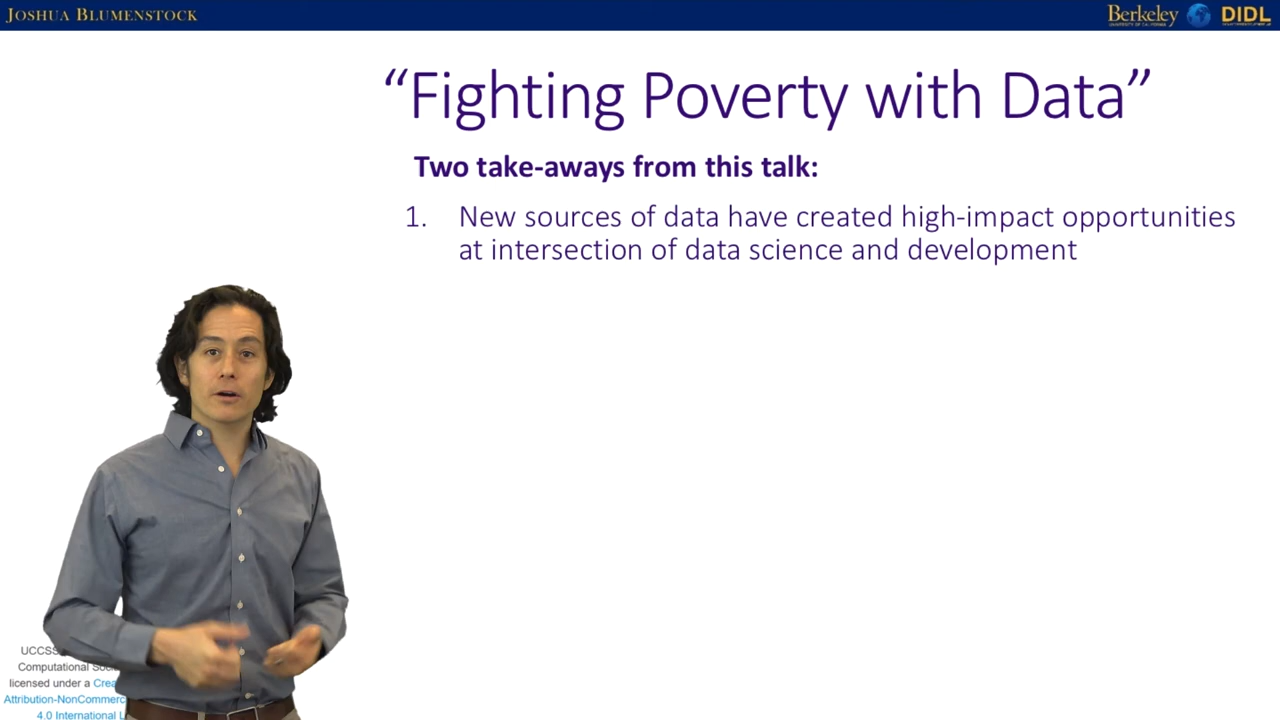 JOSHUA BLUMENSTOCK
Berkeley
DIDL
“Fighting Poverty with Data”
Two take-aways from this talk:
1. New sources of data have created high-impact opportunities
at intersection of data science and development
UCCSS
Computational
licensed under a
Attribution-NonCommerc
4.0 International